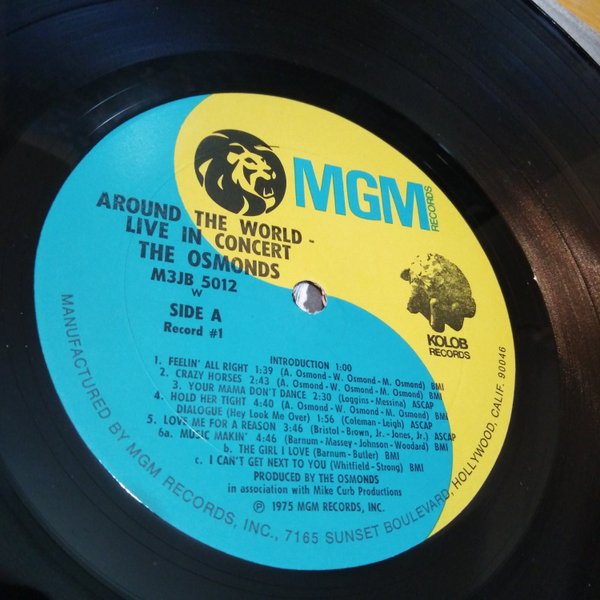 MGM
RECORDS
AROUND THE WORLD -
LIVE IN CONCERT
THE OSMONDS
M3JB 5012
W
SIDE A
Record #1
KOLOB
RECORDS
INTRODUCTION 1:00
1. FEELIN' ALL RIGHT 1:39 (A. Osmond-W. Osmond-M. Osmond) BMI
2. CRAZY HORSES 2:43 (A. Osmond-W. Osmond-M. Osmond) BMI
3. YOUR MAMA DON'T DANCE 2:30 (Loggins-Messina) ASCAP
4. HOLD HER TIGHT 4:40 (A. Osmond-W. Osmond-M. Osmond) BMI
DIALOGUE (Hey Look Me Over) 1:56 (Coleman-Leigh) ASCAP
5. LOVE ME FOR A REASON 3:46 (Bristol-Brown, Jr.-Jones, Jr.) ASCAP
6a. MUSIC MAKIN' 4:46 (Barnum-Massey-Johnson-Woodard) BMI
b. THE GIRL I LOVE (Barnum-Butler) BMI
c. I CAN'T GET NEXT TO YOU (Whitfield-Strong) BMI
PRODUCED BY THE OSMONDS
in association with Mike Curb Productions
℗ 1975 MGM RECORDS, INC.
MANUFACTURED BY MGM RECORDS, INC., 7165 SUNSET BOULEVARD, HOLLYWOOD, CALIF. 90046